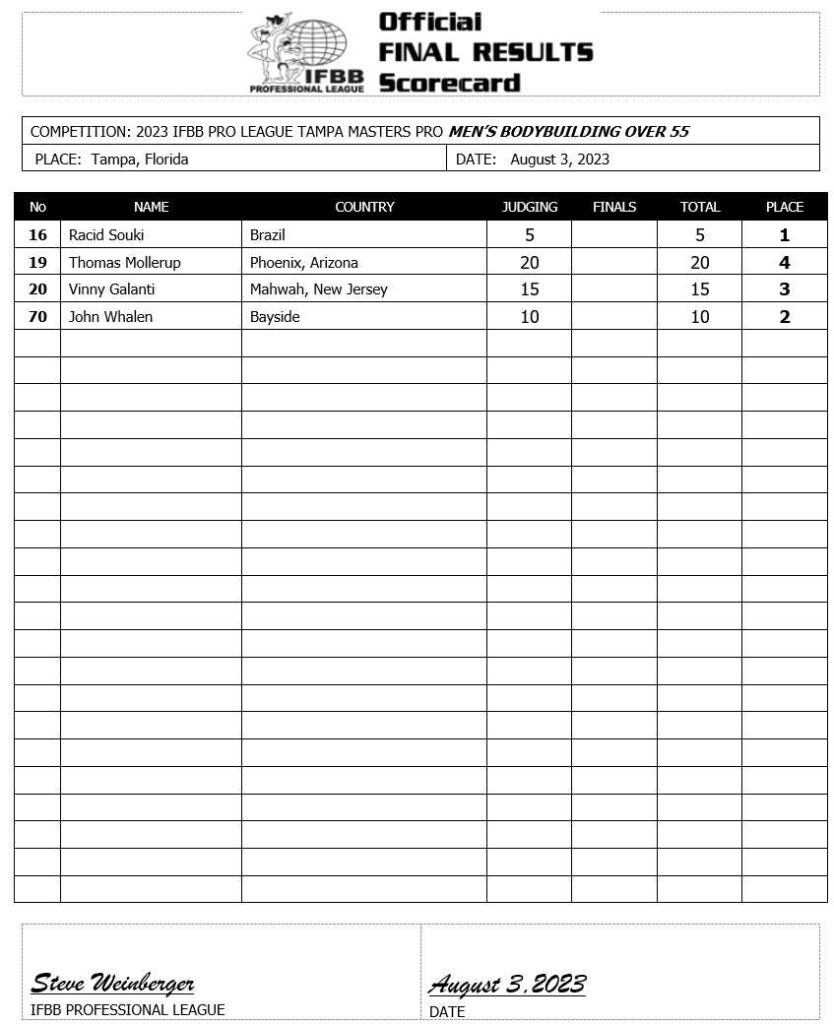 Official
FINAL RESULTS
Scorecard
IFBB
PROFESSIONAL LEAGUE
COMPETITION: 2023 IFBB PRO LEAGUE TAMPA MASTERS PRO MEN'S BODYBUILDING OVER 55
PLACE: Tampa, Florida DATE: August 3, 2023
No NAME COUNTRY JUDGING FINALS TOTAL PLACE
16 Racid Souki Brazil 5 5 1
19 Thomas Mollerup Phoenix, Arizona 20 20 4
20 Vinny Galanti Mahwah, New Jersey 15 15 3
70 John Whalen Bayside 10 10 2
Steve Weinberger August 3, 2023
IFBB PROFESSIONAL LEAGUE DATE